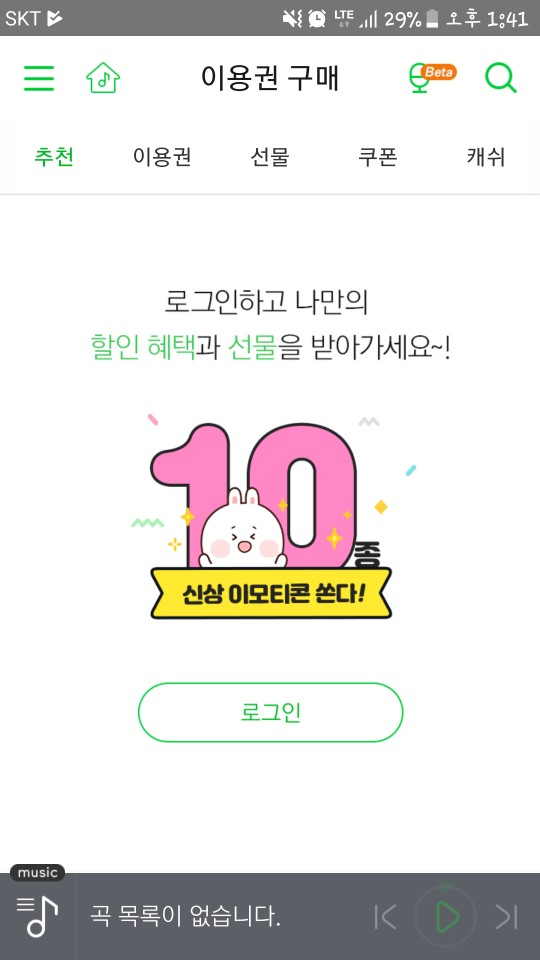 SKT
LTE 29% 오후 1:41
이용권 구매
Beta
추천 이용권 선물 쿠폰 캐쉬
로그인하고 나만의
할인 혜택과 선물을 받아가세요~!
10종
신상 이모티콘 쏜다!
로그인
music
곡 목록이 없습니다.